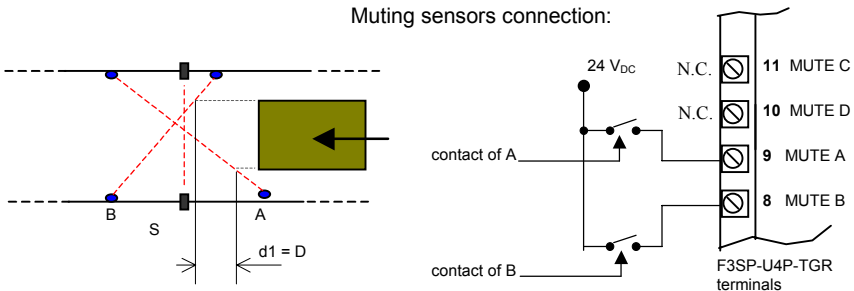 Muting sensors connection:
24 VDC
N.C. 11 MUTE C
N.C. 10 MUTE D
contact of A
9 MUTE A
8 MUTE B
B
A
S
d1 = D
contact of B
F3SP-U4P-TGR
terminals